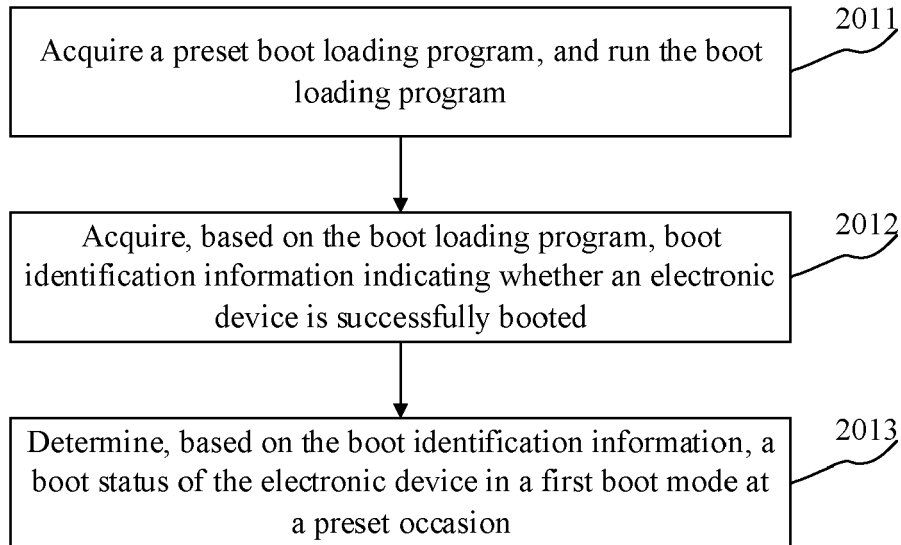 2011
Acquire a preset boot loading program, and run the boot
loading program
2012
Acquire, based on the boot loading program, boot
identification information indicating whether an electronic
device is successfully booted
2013
Determine, based on the boot identification information, a
boot status of the electronic device in a first boot mode at
a preset occasion